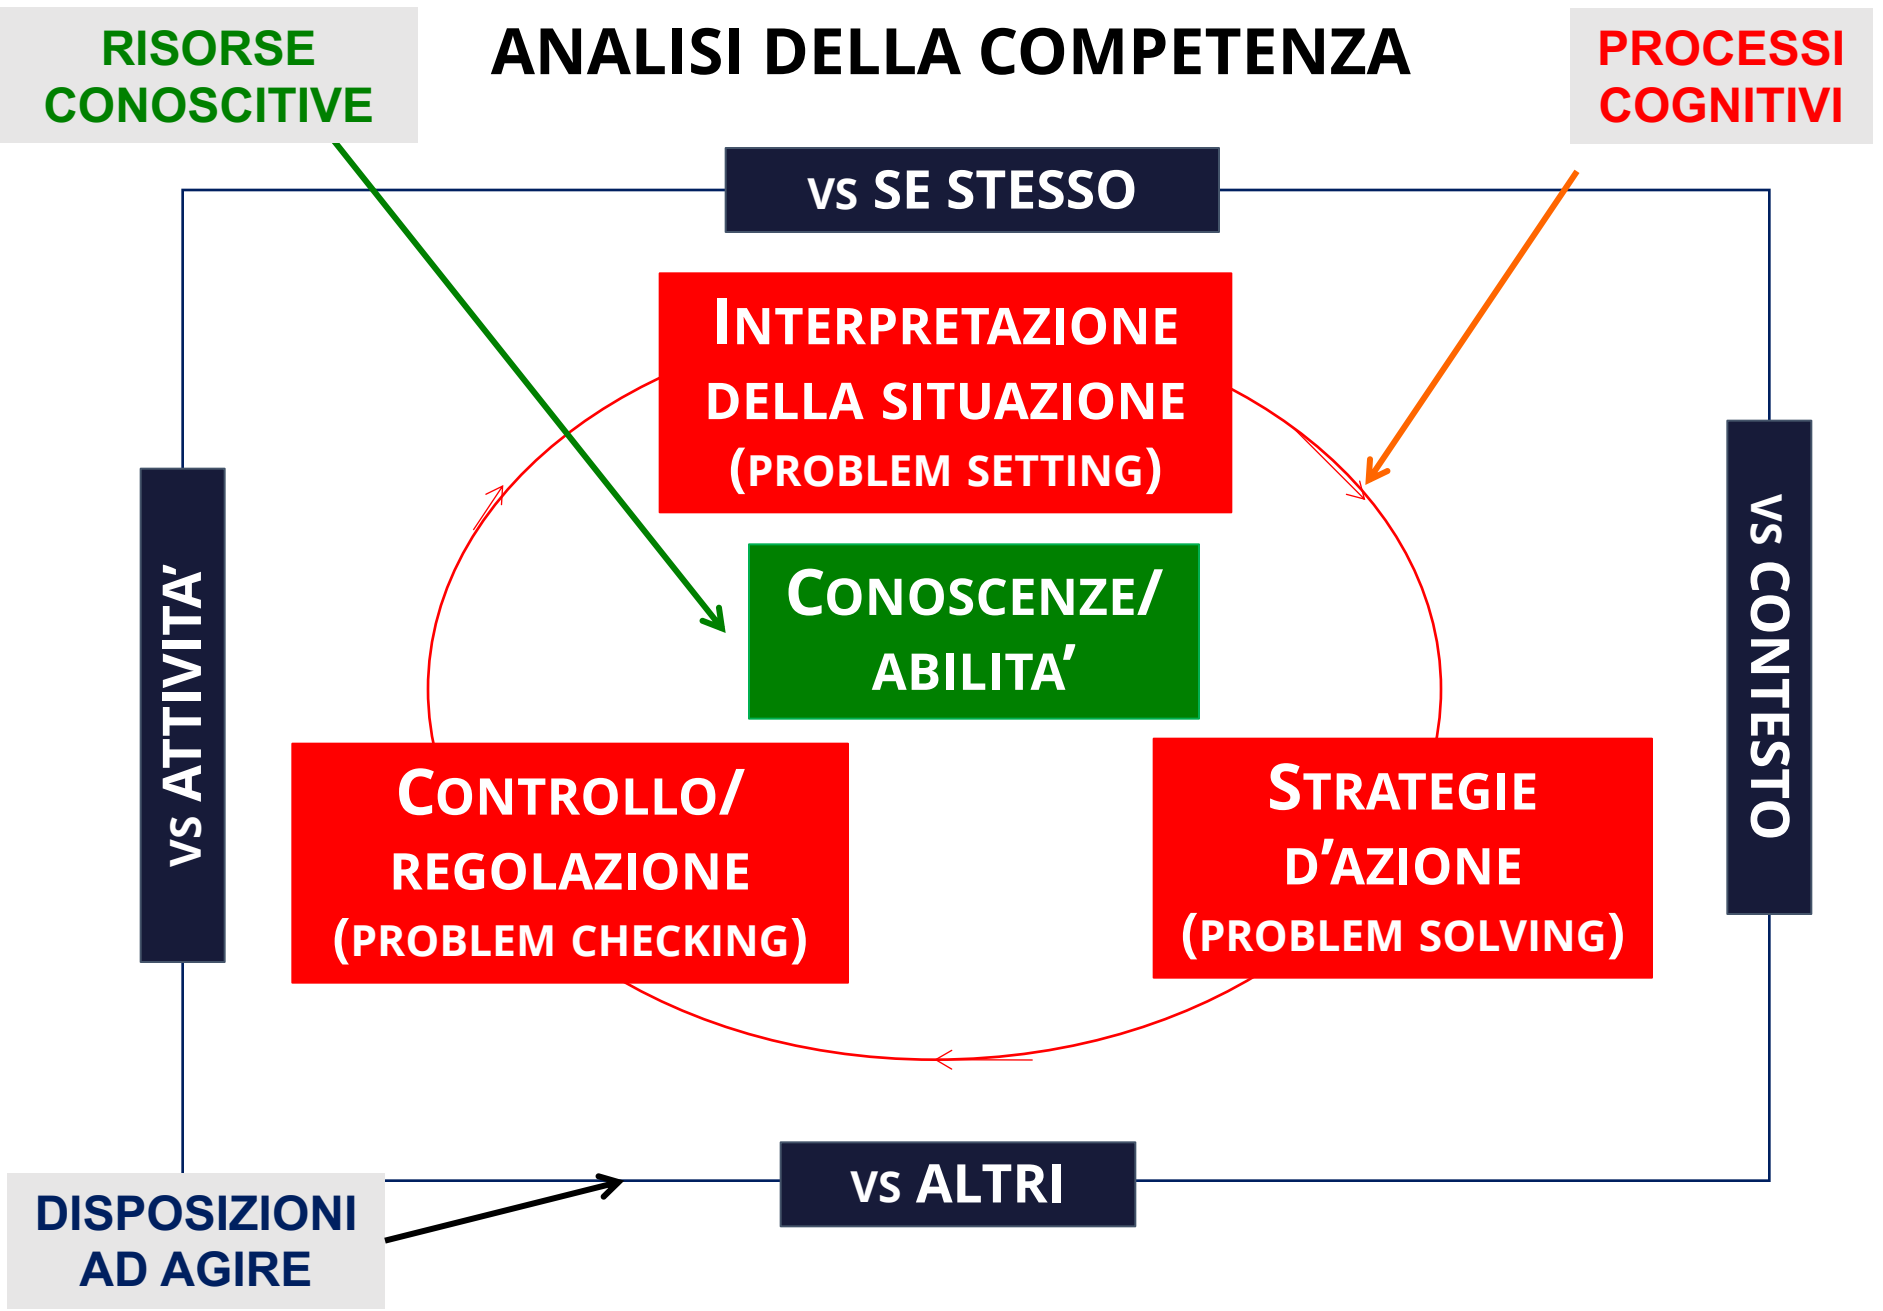 RISORSE
CONOSCITIVE
ANALISI DELLA COMPETENZA
PROCESSI
COGNITIVI
VS SE STESSO
INTERPRETAZIONE
DELLA SITUAZIONE
(PROBLEM SETTING)
VS ATTIVITA’
VS CONTESTO
CONOSCENZE/
ABILITA’
CONTROLLO/
REGOLAZIONE
(PROBLEM CHECKING)
STRATEGIE
D’AZIONE
(PROBLEM SOLVING)
VS ALTRI
DISPOSIZIONI
AD AGIRE